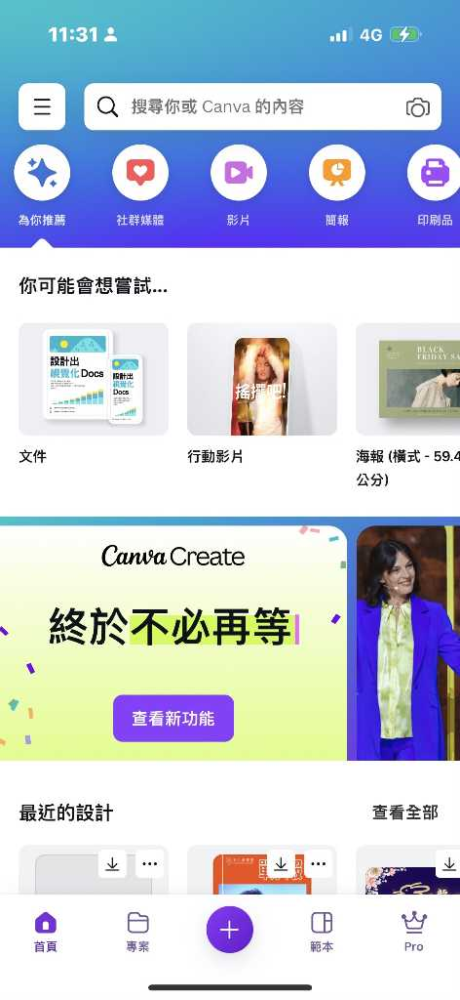 11:31
4G
搜尋你或 Canva 的內容
為你推薦
社群媒體
影片
簡報
印刷品
你可能會想嘗試...
設計出
視覺化 Docs
設計出
視覺化
Docs
搖擺吧!
BLACK
FRIDAY SA
文件
行動影片
海報 (橫式 - 59.4
公分)
Canva Create
終於不必再等
查看新功能
最近的設計
查看全部
首頁
專案
範本
Pro